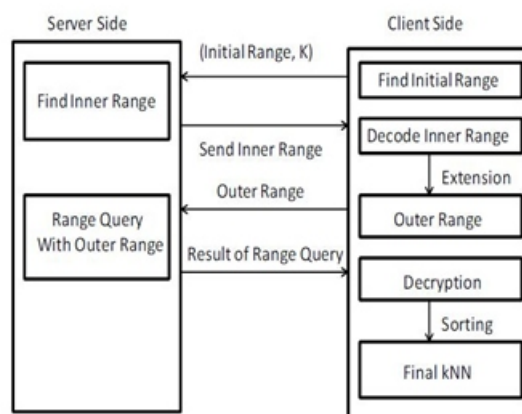 Server Side
Client Side
(Initial Range, K)
Find Inner Range
Find Initial Range
Send Inner Range
Decode Inner Range
Extension
Outer Range
Outer Range
Range Query
With Outer Range
Result of Range Query
Decryption
Sorting
Final kNN